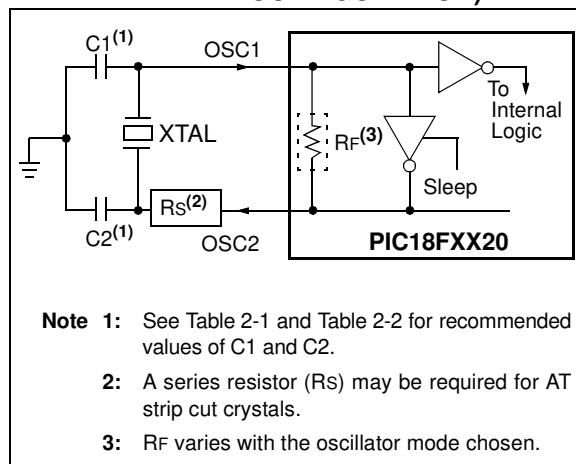 C1(1)
OSC1
To
Internal
Logic
XTAL
RF(3)
Sleep
RS(2)
C2(1)
OSC2
PIC18FXX20
Note 1: See Table 2-1 and Table 2-2 for recommended
values of C1 and C2.
2: A series resistor (RS) may be required for AT
strip cut crystals.
3: RF varies with the oscillator mode chosen.